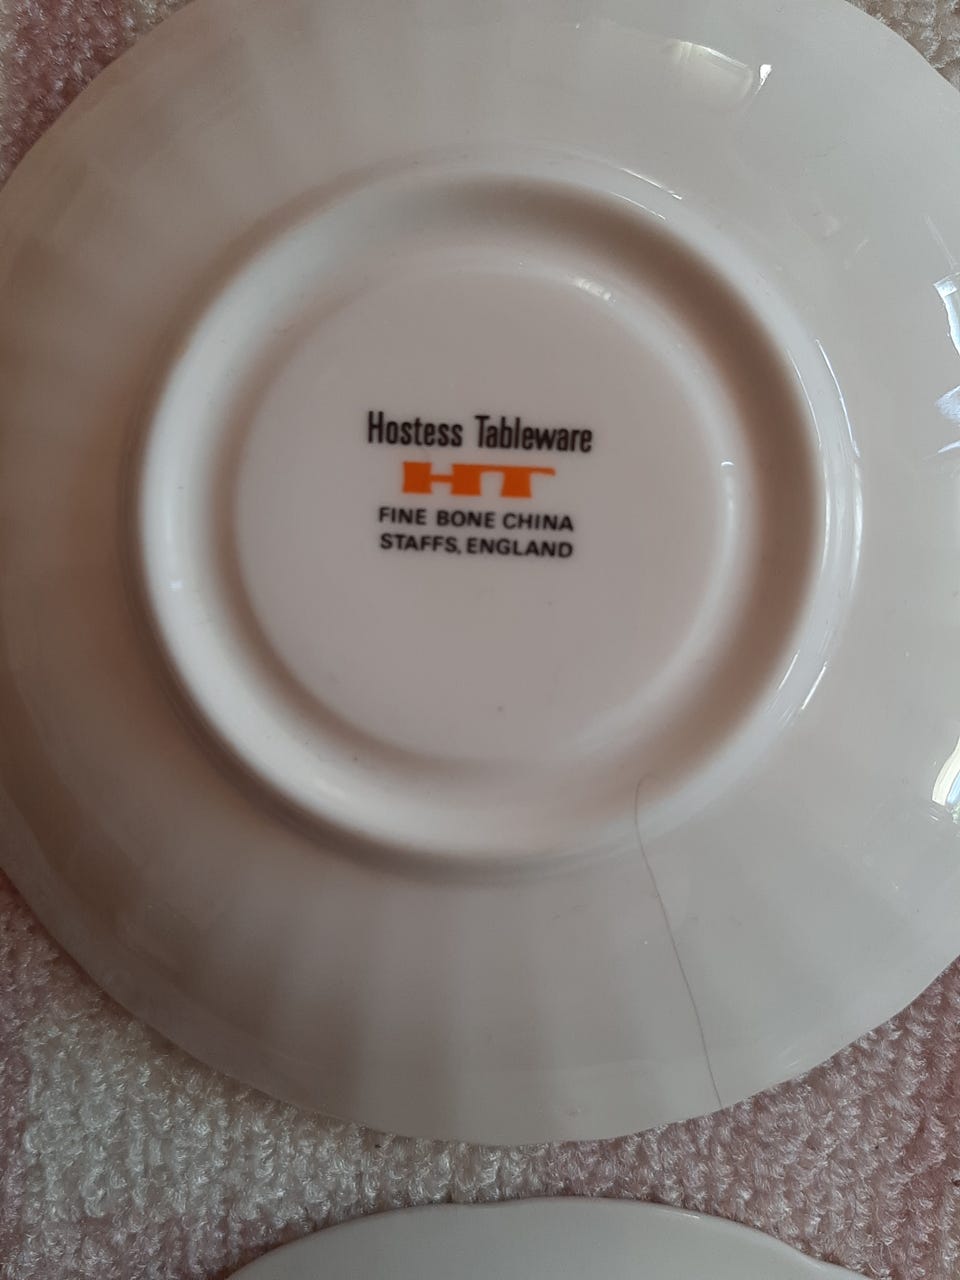 Hostess Tableware
HT
FINE BONE CHINA
STAFFS, ENGLAND